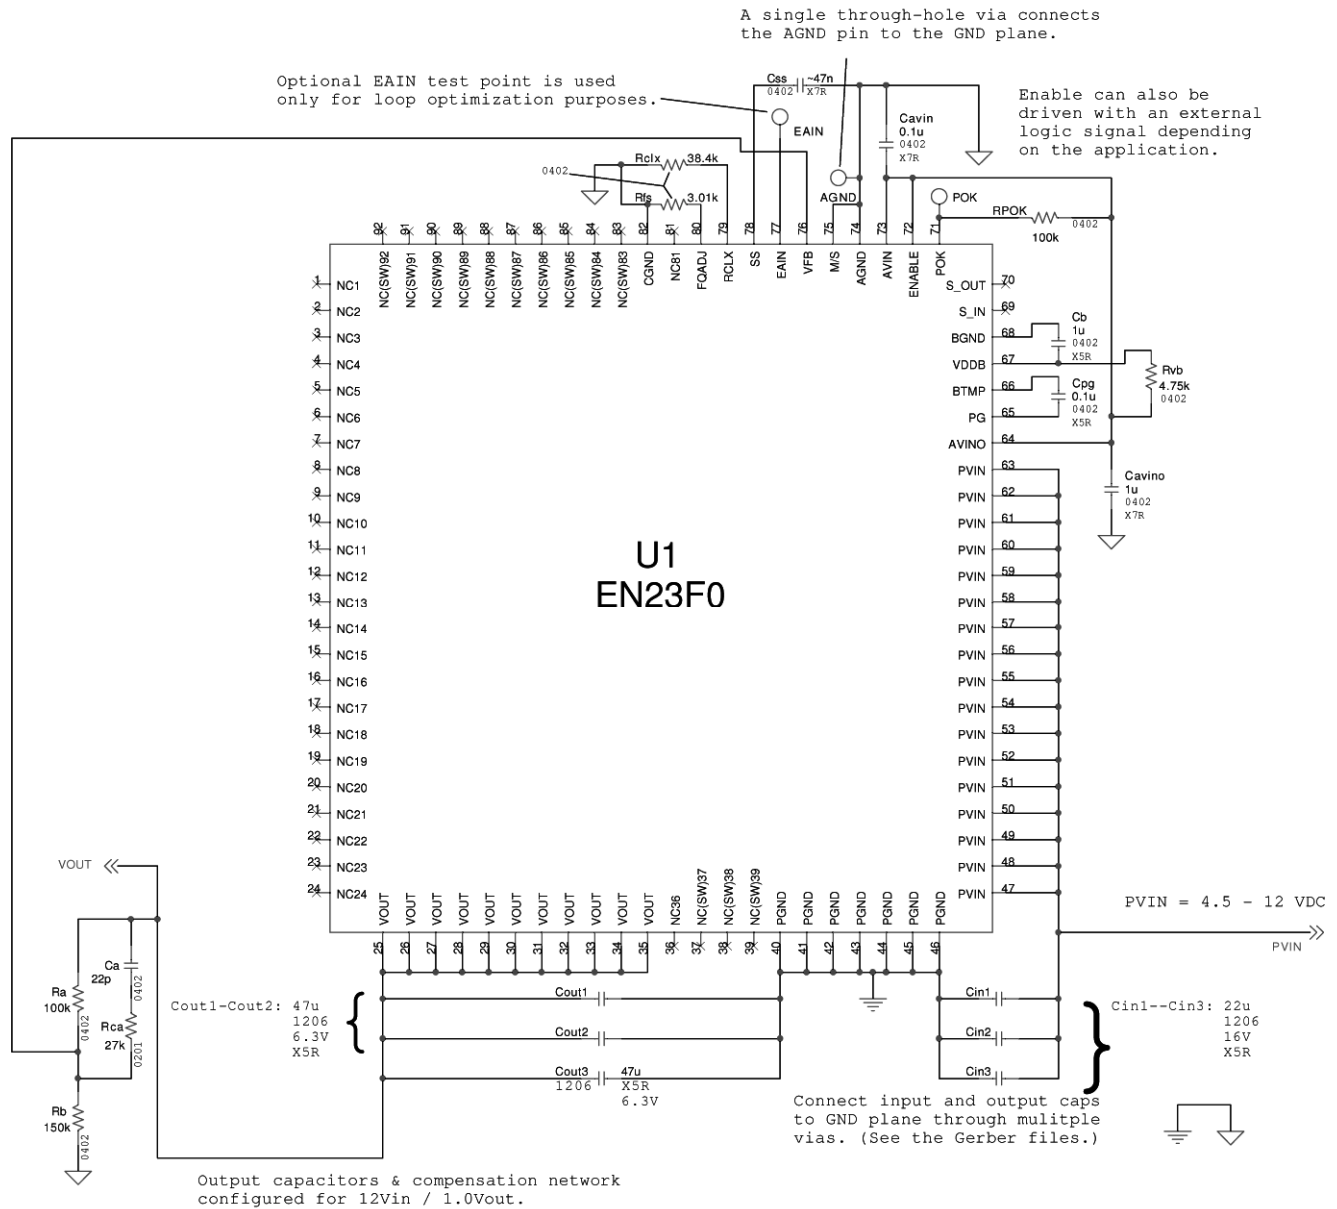 A single through-hole via connects
the AGND pin to the GND plane.
Optional EAIN test point is used
only for loop optimization purposes.
Css
~47n
0402
X7R
EAIN
Cavin
0.1u
0402
X7R
Enable can also be
driven with an external
logic signal depending
on the application.
0402
Rclx
38.4k
Rfs
3.01k
AGND
POK
RPOK
0402
100k
92
91
90
89
88
87
86
85
84
83
82
81
80
79
78
77
76
75
74
73
72
71
NC(SW)92
NC(SW)91
NC(SW)90
NC(SW)89
NC(SW)88
NC(SW)87
NC(SW)86
NC(SW)85
NC(SW)84
NC(SW)83
CGND
NC81
FQADJ
RCLX
SS
EAIN
VFB
M/S
AGND
AVIN
ENABLE
POK
1 NC1
2 NC2
3 NC3
4 NC4
5 NC5
6 NC6
7 NC7
8 NC8
9 NC9
10 NC10
11 NC11
12 NC12
13 NC13
14 NC14
15 NC15
16 NC16
17 NC17
18 NC18
19 NC19
20 NC20
21 NC21
22 NC22
23 NC23
24 NC24
U1
EN23F0
S_OUT 70
S_IN 69
BGND 68
VDDB 67
BTMP 66
PG 65
AVINO 64
PVIN 63
PVIN 62
PVIN 61
PVIN 60
PVIN 59
PVIN 58
PVIN 57
PVIN 56
PVIN 55
PVIN 54
PVIN 53
PVIN 52
PVIN 51
PVIN 50
PVIN 49
PVIN 48
PVIN 47
Cb
1u
0402
X5R
Cpg
0.1u
0402
X5R
Rvb
4.75k
0402
Cavino
1u
0402
X7R
VOUT
VOUT
VOUT
VOUT
VOUT
VOUT
VOUT
VOUT
VOUT
VOUT
VOUT
VOUT
NC36
NC(SW)37
NC(SW)38
NC(SW)39
PGND
PGND
PGND
PGND
PGND
PGND
PGND
25
26
27
28
29
30
31
32
33
34
35
36
37
38
39
40
41
42
43
44
45
46
PVIN = 4.5 - 12 VDC
PVIN
Ca
22p
0402
Ra
100k
0402
Rca
27k
0201
Rb
150k
0402
Cout1-Cout2: 47u
1206
6.3V
X5R
Cout1
Cout2
Cout3
1206
47u
X5R
6.3V
Cin1
Cin2
Cin3
Cin1--Cin3: 22u
1206
16V
X5R
Connect input and output caps
to GND plane through mulitple
vias. (See the Gerber files.)
Output capacitors & compensation network
configured for 12Vin / 1.0Vout.